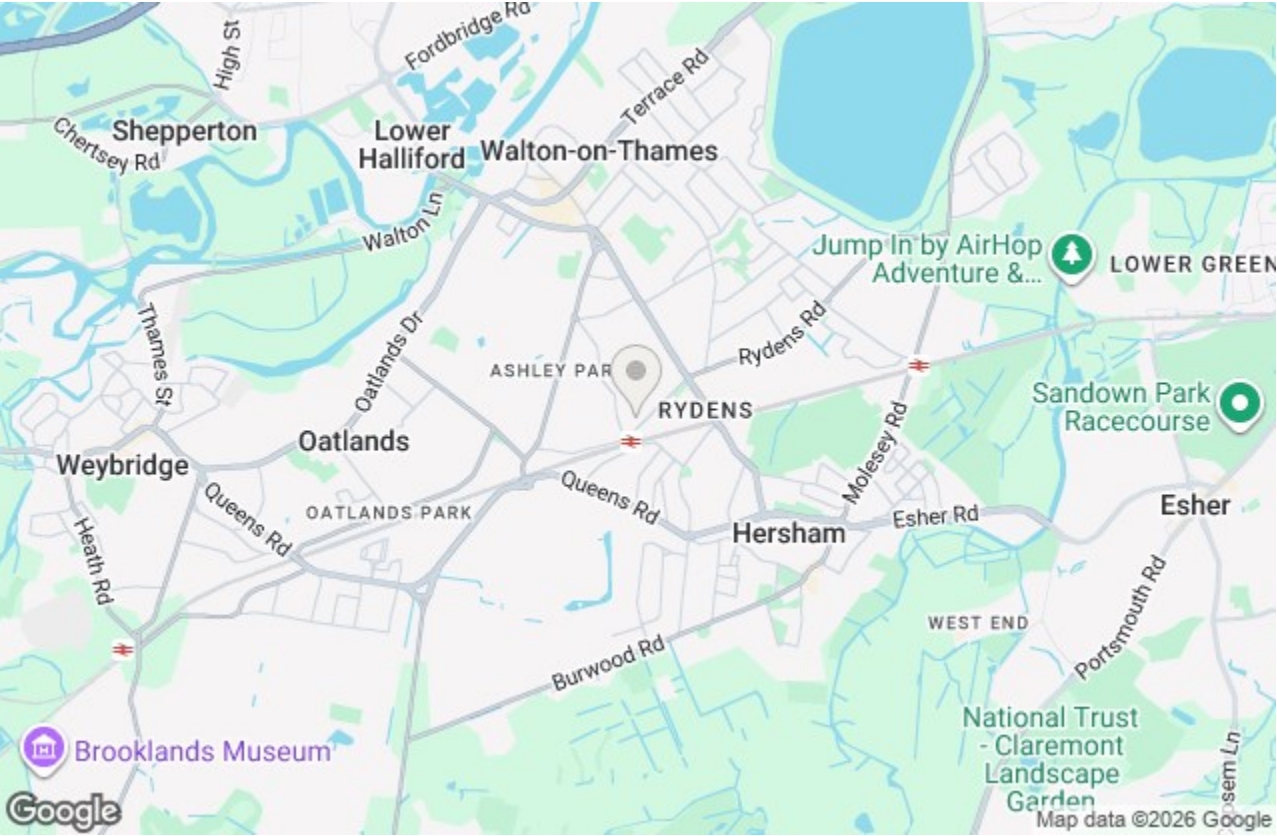 High St
Fordbridge Rd
Terrace Rd
Chertsey Rd
Shepperton
Lower
Halliford
Walton-on-Thames
Walton Ln
Jump In by AirHop
Adventure &...
LOWER GREEN
Thames St
Oatlands Dr
Rydens Rd
ASHLEY PAR
RYDENS
Sandown Park
Racecourse
Oatlands
Weybridge
Molesey Rd
Queens Rd
Queens Rd
OATLANDS PARK
Hersham
Esher Rd
Esher
Heath Rd
WEST END
Portsmouth Rd
Burwood Rd
National Trust
- Claremont
Landscape
Garden
Brooklands Museum
Google
Map data ©2026 Google